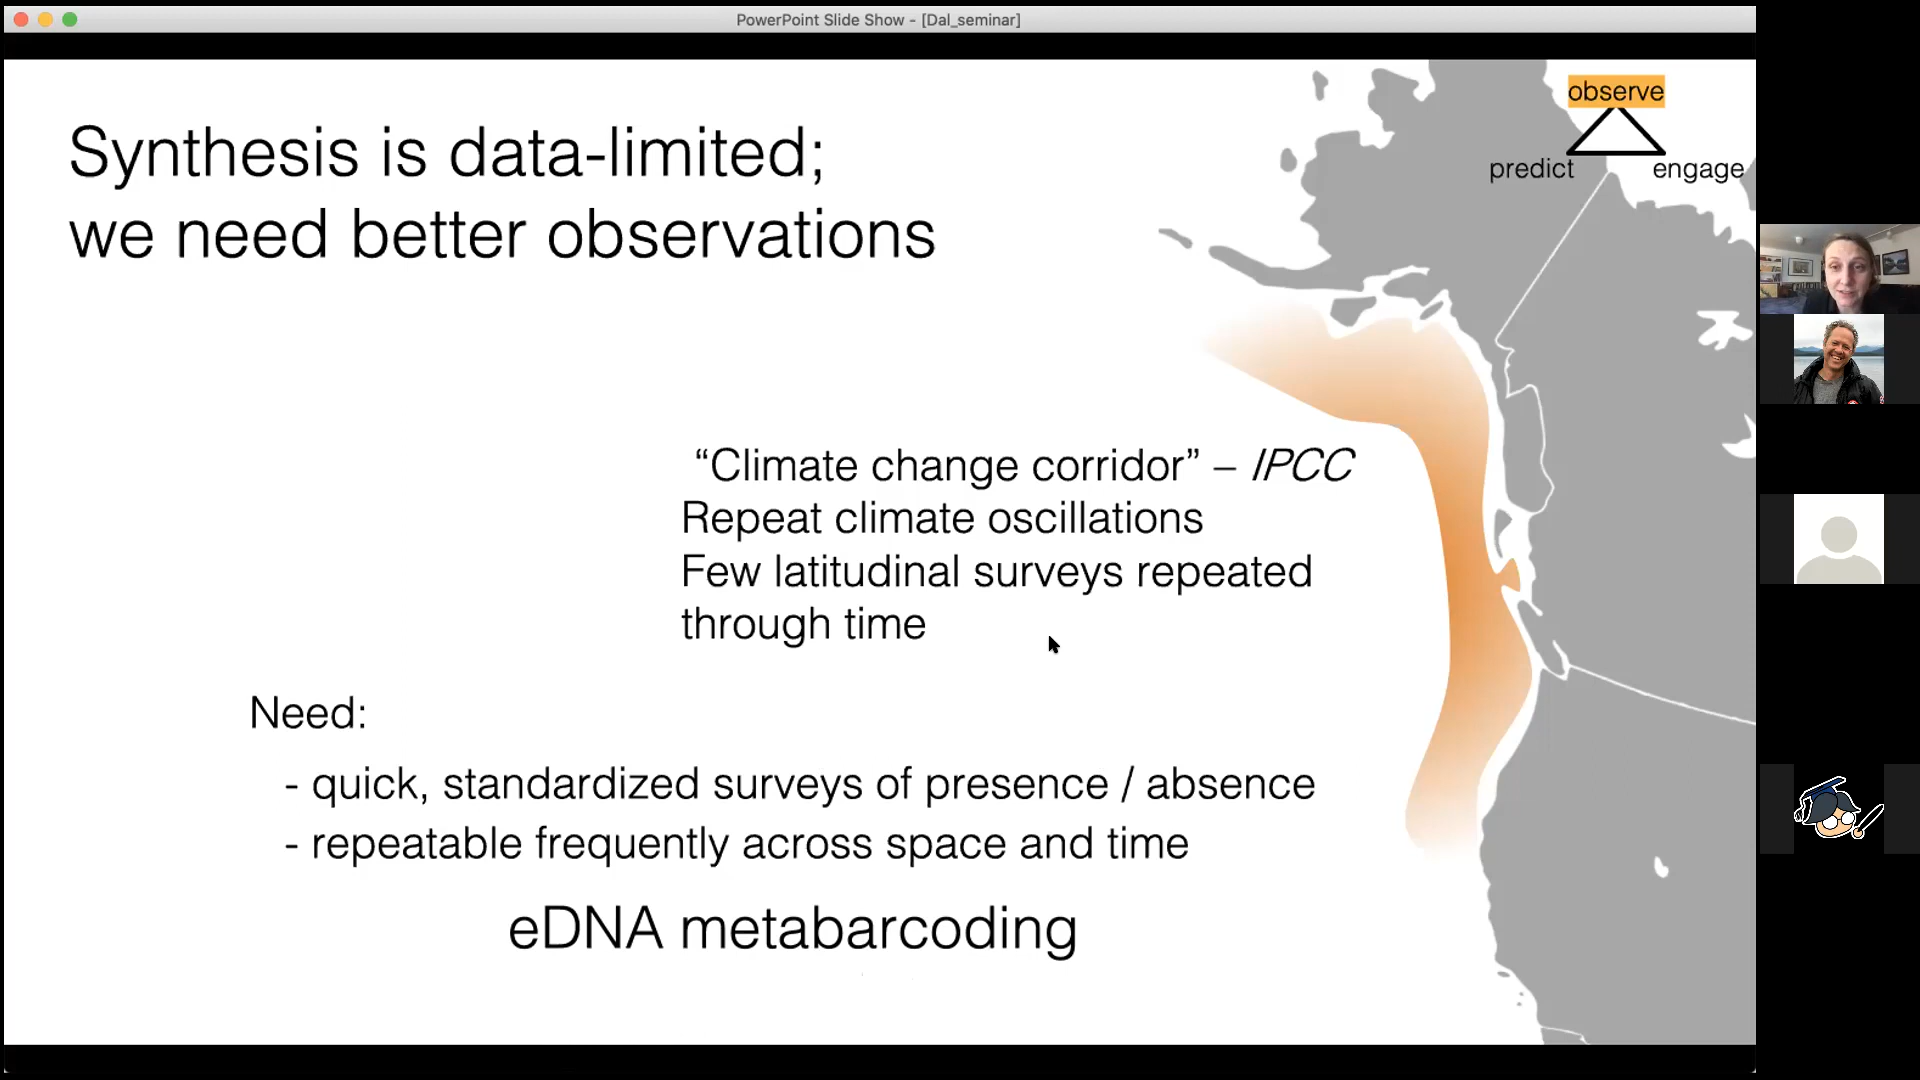 PowerPoint Slide Show - [Dal_seminar]
observe
predict
engage
Synthesis is data-limited;
we need better observations
“Climate change corridor” – IPCC
Repeat climate oscillations
Few latitudinal surveys repeated
through time
Need:
- quick, standardized surveys of presence / absence
- repeatable frequently across space and time
eDNA metabarcoding